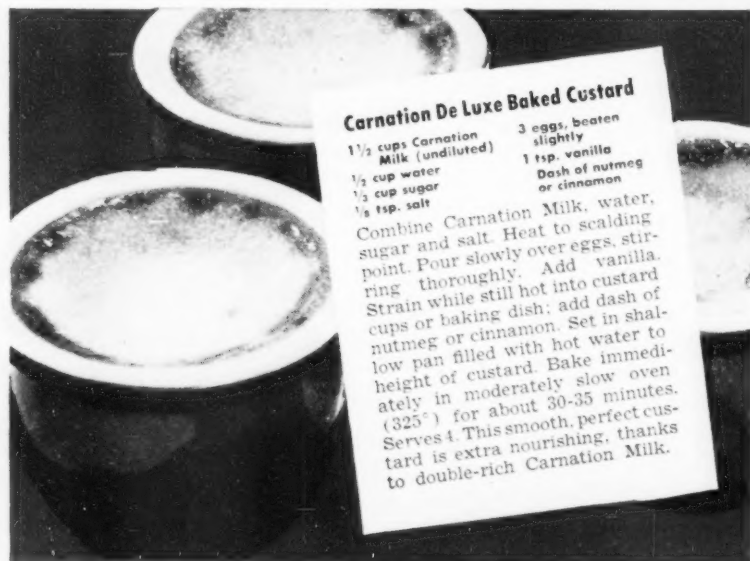 Carnation De Luxe Baked Custard
1 1/2 cups Carnation
Milk (undiluted)
1/2 cup water
1/3 cup sugar
1/8 tsp. salt
3 eggs, beaten
slightly
1 tsp. vanilla
Dash of nutmeg
or cinnamon
Combine Carnation Milk, water,
sugar and salt. Heat to scalding
point. Pour slowly over eggs, stir-
ring thoroughly. Add vanilla.
Strain while still hot into custard
cups or baking dish; add dash of
nutmeg or cinnamon. Set in shal-
low pan filled with hot water to
height of custard. Bake immedi-
ately in moderately slow oven
(325°) for about 30-35 minutes.
Serves 4. This smooth, perfect cus-
tard is extra nourishing, thanks
to double-rich Carnation Milk.